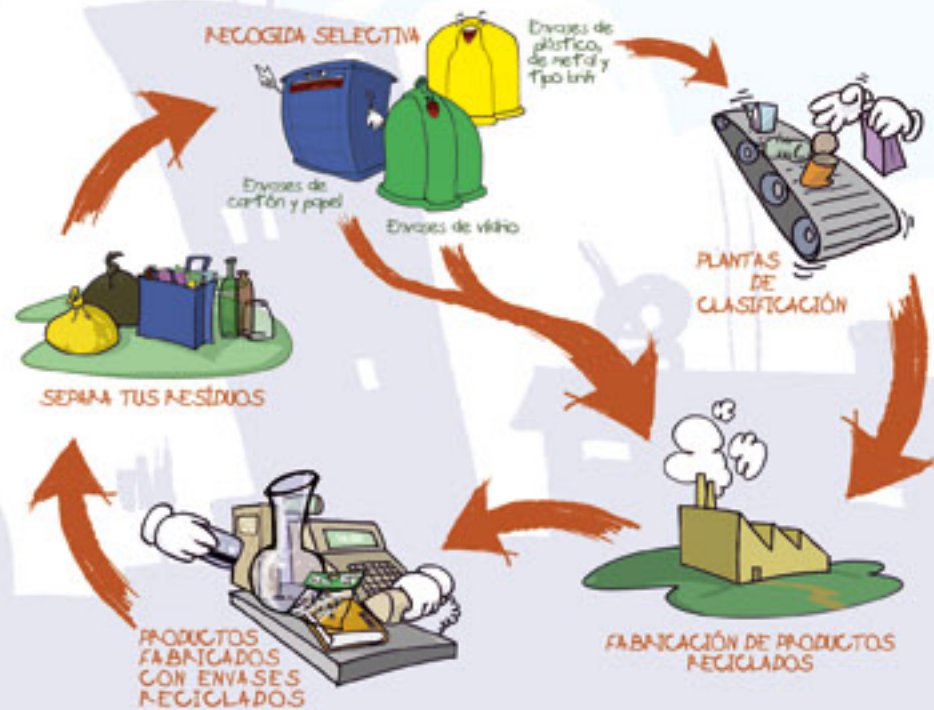 RECOGIDA SELECTIVA
Envases de
plástico,
de metal y
tipo brik
Envases de
cartón y papel
Envases de vidrio
PLANTAS
DE
CLASIFICACIÓN
SEPARA TUS RESÍDUOS
FABRICACIÓN DE PRODUCTOS
RECICLADOS
PRODUCTOS
FABRICADOS
CON ENVASES
RECICLADOS